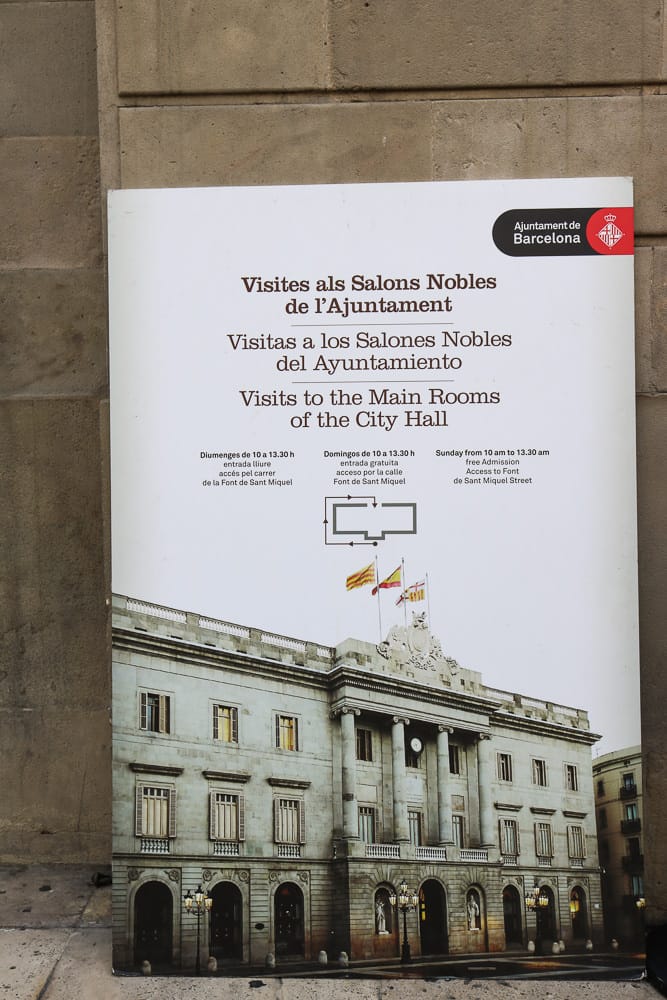 Ajuntament de
Barcelona
Visites als Salons Nobles
de l'Ajuntament
Visitas a los Salones Nobles
del Ayuntamiento
Visits to the Main Rooms
of the City Hall
Diumenges de 10 a 13.30 h
entrada lliure
accés pel carrer
de la Font de Sant Miquel
Domingos de 10 a 13.30 h
entrada gratuita
acceso por la calle
Font de Sant Miquel
Sunday from 10 am to 13.30 am
free Admission
Access to Font
de Sant Miquel Street